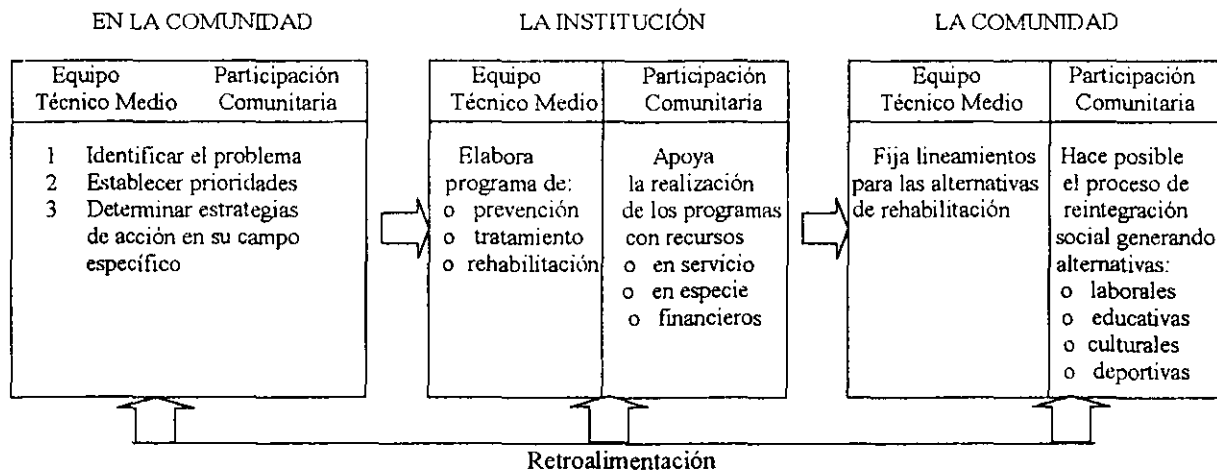 EN LA COMUNIDAD
Equipo
Técnico Medio
Participación
Comunitaria
1 Identificar el problema
2 Establecer prioridades
3 Determinar estrategias
de acción en su campo
específico
LA INSTITUCIÓN
Equipo
Técnico Medio
Elabora
programa de:
o prevención
o tratamiento
o rehabilitación
Participación
Comunitaria
Apoya
la realización
de los programas
con recursos
o en servicio
o en especie
o financieros
LA COMUNIDAD
Equipo
Técnico Medio
Fija lineamientos
para las alternativas
de rehabilitación
Participación
Comunitaria
Hace posible
el proceso de
reintegración
social generando
alternativas:
o laborales
o educativas
o culturales
o deportivas
Retroalimentación